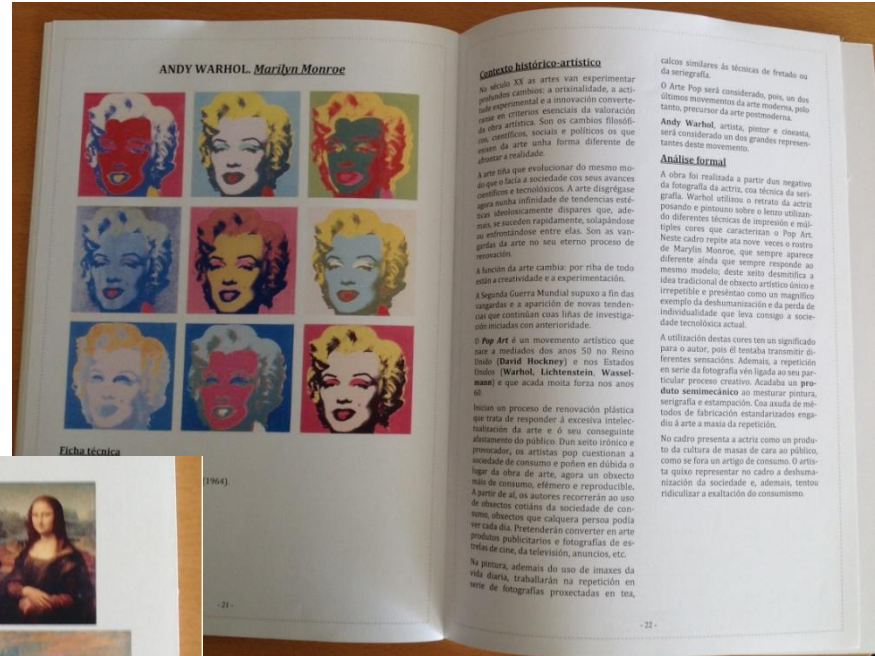 ANDY WARHOL. Marilyn Monroe
Ficha técnica
(1964).
- 21 -
Contexto histórico-artístico
No século XX as artes van experimentar
profundos cambios: a orixinalidade, a acti-
tude experimental e a innovación converte-
ranse en criterios esenciais da valoración
da obra artística. Son os cambios filosófi-
cos, científicos, sociais e políticos os que
esixen da arte unha forma diferente de
afrontar a realidade.
A arte tiña que evolucionar do mesmo mo-
do que o facía a sociedade cos seus avances
científicos e tecnolóxicos. A arte disgrégase
agora nunha infinidade de tendencias esté-
ticas ideoloxicamente dispares que, ade-
mais, se suceden rapidamente, solapándose
ou enfrontándose entre elas. Son as van-
gardas da arte no seu eterno proceso de
renovación.
A función da arte cambia: por riba de todo
están a creatividade e a experimentación.
A Segunda Guerra Mundial supuxo a fin das
vangardas e a aparición de novas tenden-
cias que continúan coas liñas de investiga-
ción iniciadas con anterioridade.
O Pop Art é un movemento artístico que
nace a mediados dos anos 50 no Reino
Unido (David Hockney) e nos Estados
Unidos (Warhol, Lichtenstein, Wassel-
mann) e que acada moita forza nos anos
60.
Inician un proceso de renovación plástica
que trata de responder á excesiva intelec-
tualización da arte e ó seu conseguinte
afastamento do público. Dun xeito irónico e
provocador, os artistas pop cuestionan a
sociedade de consumo e poñen en dúbida o
lugar da obra de arte, agora un obxecto
máis de consumo, efémero e reproducible.
A partir de aí, os autores recorrerán ao uso
de obxectos cotiáns da sociedade de con-
sumo, obxectos que calquera persoa podía
ver cada día. Pretenderán converter en arte
produtos publicitarios e fotografías de es-
trelas de cine, da televisión, anuncios, etc.
Na pintura, ademais do uso de imaxes da
vida diaria, traballarán na repetición en
serie de fotografías proxectadas en tea,
calcos similares ás técnicas de fretado ou
da seriegrafía.
O Arte Pop será considerado, pois, un dos
últimos movementos da arte moderna, polo
tanto, precursor da arte postmoderna.
Andy Warhol, artista, pintor e cineasta,
será considerado un dos grandes represen-
tantes deste movemento.
Análise formal
A obra foi realizada a partir dun negativo
da fotografía da actriz, coa técnica da seri-
grafía. Warhol utilizou o retrato da actriz
posando e pintouno sobre o lenzo utilizan-
do diferentes técnicas de impresión e múl-
tiples cores que caracterizan o Pop Art.
Neste cadro repite ata nove veces o rostro
de Marylin Monroe, que sempre aparece
diferente aínda que sempre responde ao
mesmo modelo; deste xeito desmitifica a
idea tradicional de obxecto artístico único e
irrepetible e preséntao como un magnífico
exemplo da deshumanización e da perda de
individualidade que leva consigo a socie-
dade tecnolóxica actual.
A utilización destas cores ten un significado
para o autor, pois él tentaba transmitir di-
ferentes sensacións. Ademais, a repetición
en serie da fotografía vén ligada ao seu par-
ticular proceso creativo. Acadaba un pro-
duto semimecánico ao mesturar pintura,
serigrafía e estampación. Coa axuda de mé-
todos de fabricación estandarizados enga-
diu á arte a maxia da repetición.
No cadro presenta a actriz como un produ-
to da cultura de masas de cara ao público,
como se fora un artigo de consumo. O artis-
ta quixo representar no cadro a deshuma-
nización da sociedade e, ademais, tentou
ridiculizar a exaltación do consumismo.
- 22 -